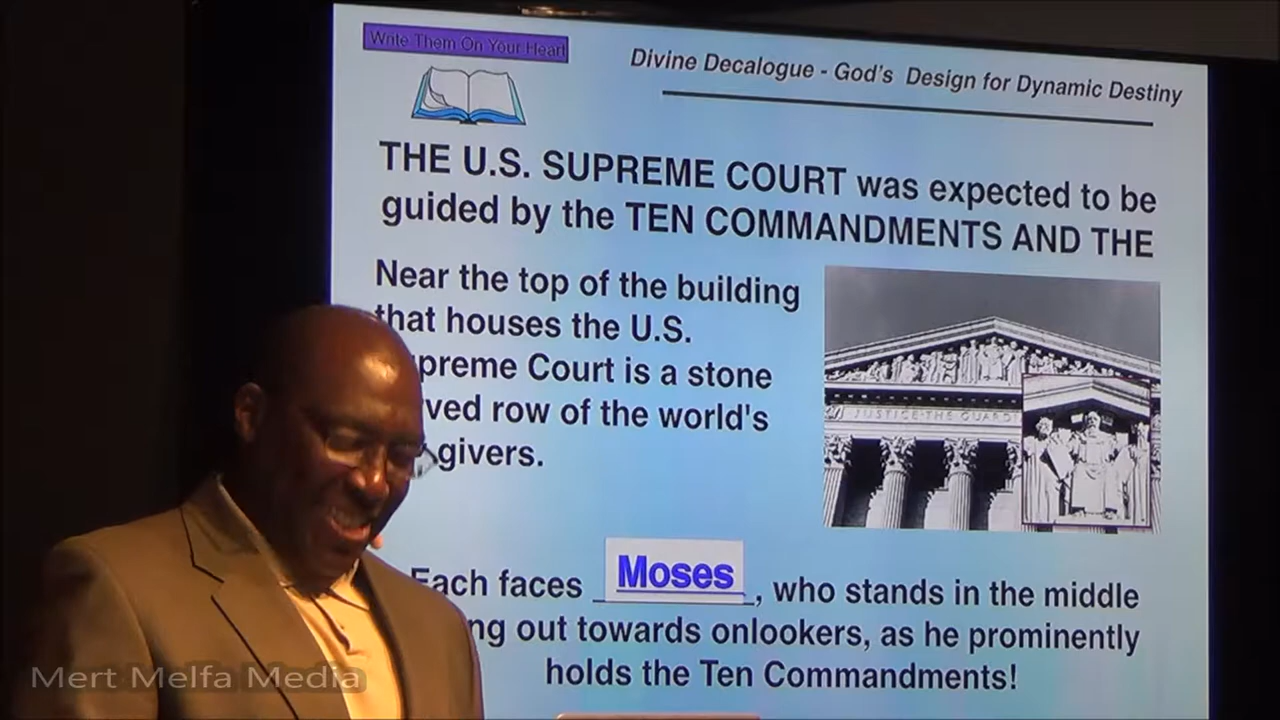 Write Them On Your Heart
Divine Decalogue - God's Design for Dynamic Destiny
THE U.S. SUPREME COURT was expected to be
guided by the TEN COMMANDMENTS AND THE
Near the top of the building
that houses the U.S.
preme Court is a stone
ved row of the world's
givers.
JUSTICE·THE·GUARD
Each faces Moses, who stands in the middle
ng out towards onlookers, as he prominently
holds the Ten Commandments!
Mert Melfa Media